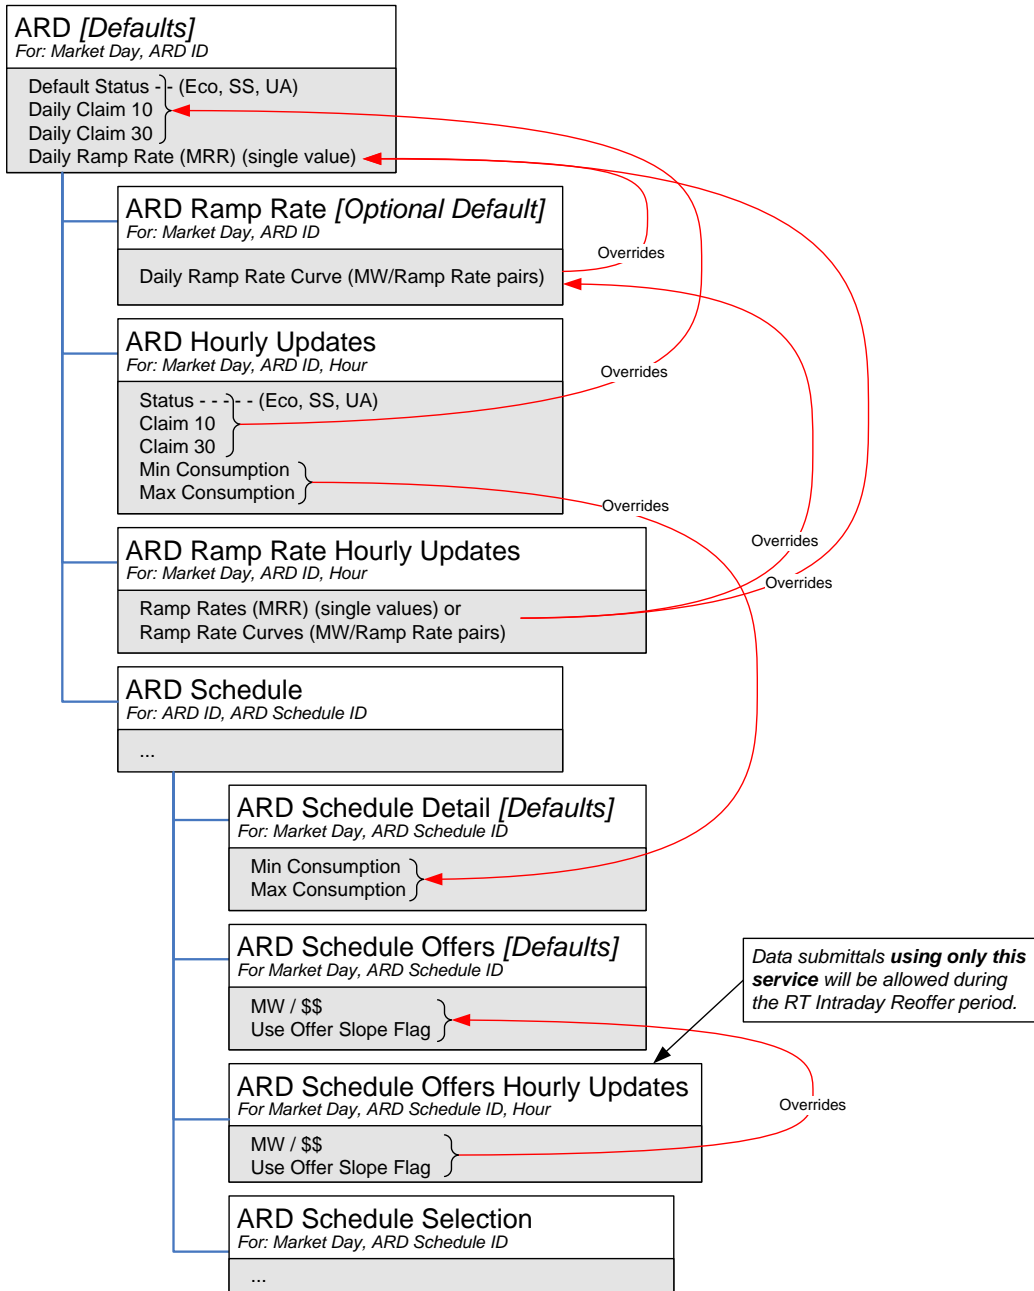 ARD [Defaults]
For: Market Day, ARD ID
Default Status - - (Eco, SS, UA)
Daily Claim 10
Daily Claim 30
Daily Ramp Rate (MRR) (single value)
ARD Ramp Rate [Optional Default]
For: Market Day, ARD ID
Overrides
Daily Ramp Rate Curve (MW/Ramp Rate pairs)
ARD Hourly Updates
For: Market Day, ARD ID, Hour
Overrides
Status - - - - - (Eco, SS, UA)
Claim 10
Claim 30
Min Consumption
Max Consumption
Overrides
ARD Ramp Rate Hourly Updates
For: Market Day, ARD ID, Hour
Overrides
Overrides
Ramp Rates (MRR) (single values) or
Ramp Rate Curves (MW/Ramp Rate pairs)
ARD Schedule
For: ARD ID, ARD Schedule ID
...
ARD Schedule Detail [Defaults]
For: Market Day, ARD Schedule ID
Min Consumption
Max Consumption
ARD Schedule Offers [Defaults]
For Market Day, ARD Schedule ID
MW / $$
Use Offer Slope Flag
Data submittals using only this
service will be allowed during
the RT Intraday Reoffer period.
ARD Schedule Offers Hourly Updates
For Market Day, ARD Schedule ID, Hour
Overrides
MW / $$
Use Offer Slope Flag
ARD Schedule Selection
For: Market Day, ARD Schedule ID
...